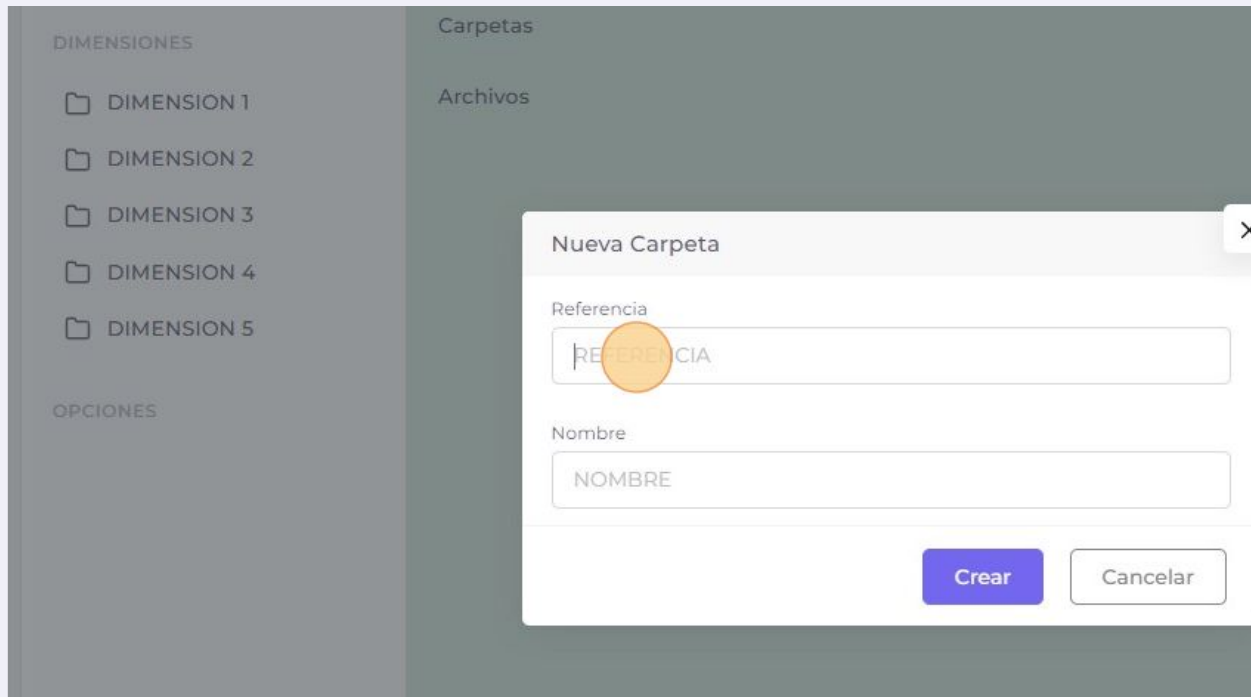 DIMENSIONES
DIMENSION 1
DIMENSION 2
DIMENSION 3
DIMENSION 4
DIMENSION 5
OPCIONES
Carpetas
Archivos
Nueva Carpeta
Referencia
REFERENCIA
Nombre
NOMBRE
Crear
Cancelar